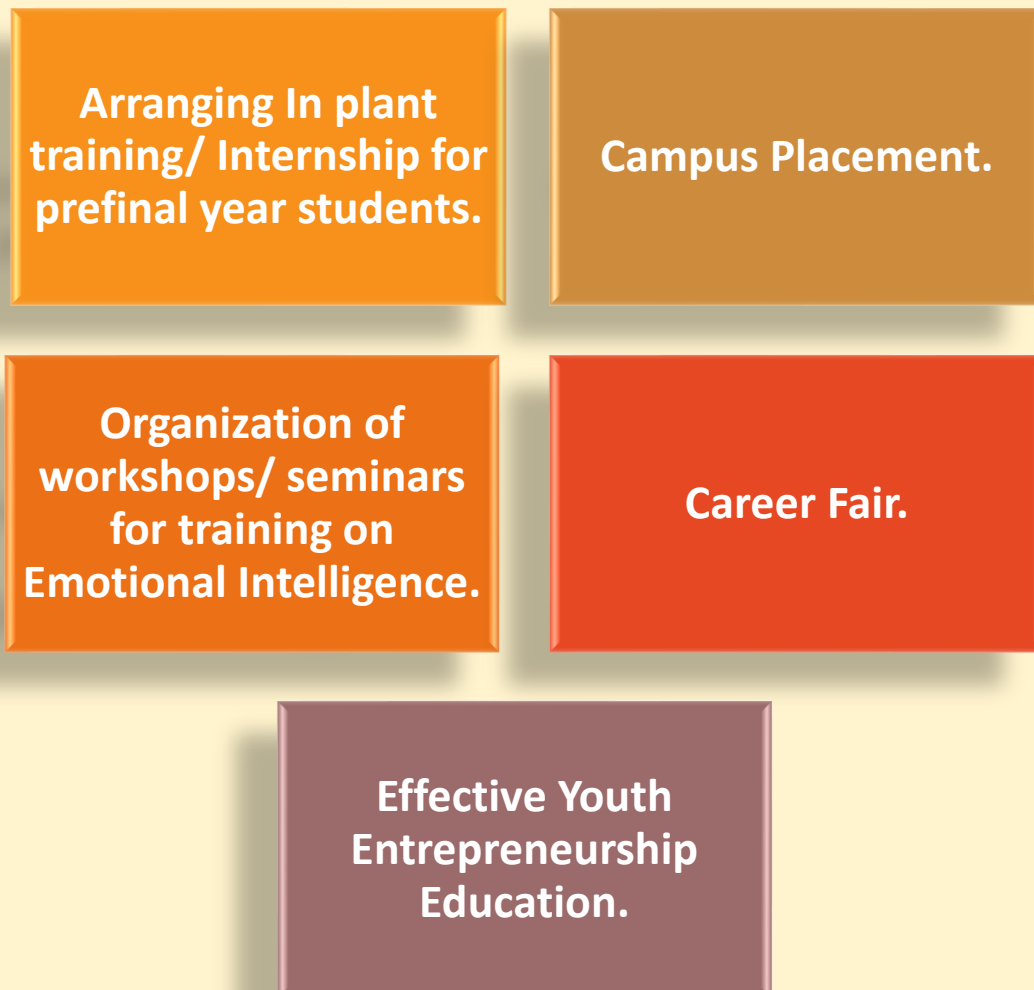 Arranging In plant
training/ Internship for
prefinal year students.
Campus Placement.
Organization of
workshops/ seminars
for training on
Emotional Intelligence.
Career Fair.
Effective Youth
Entrepreneurship
Education.